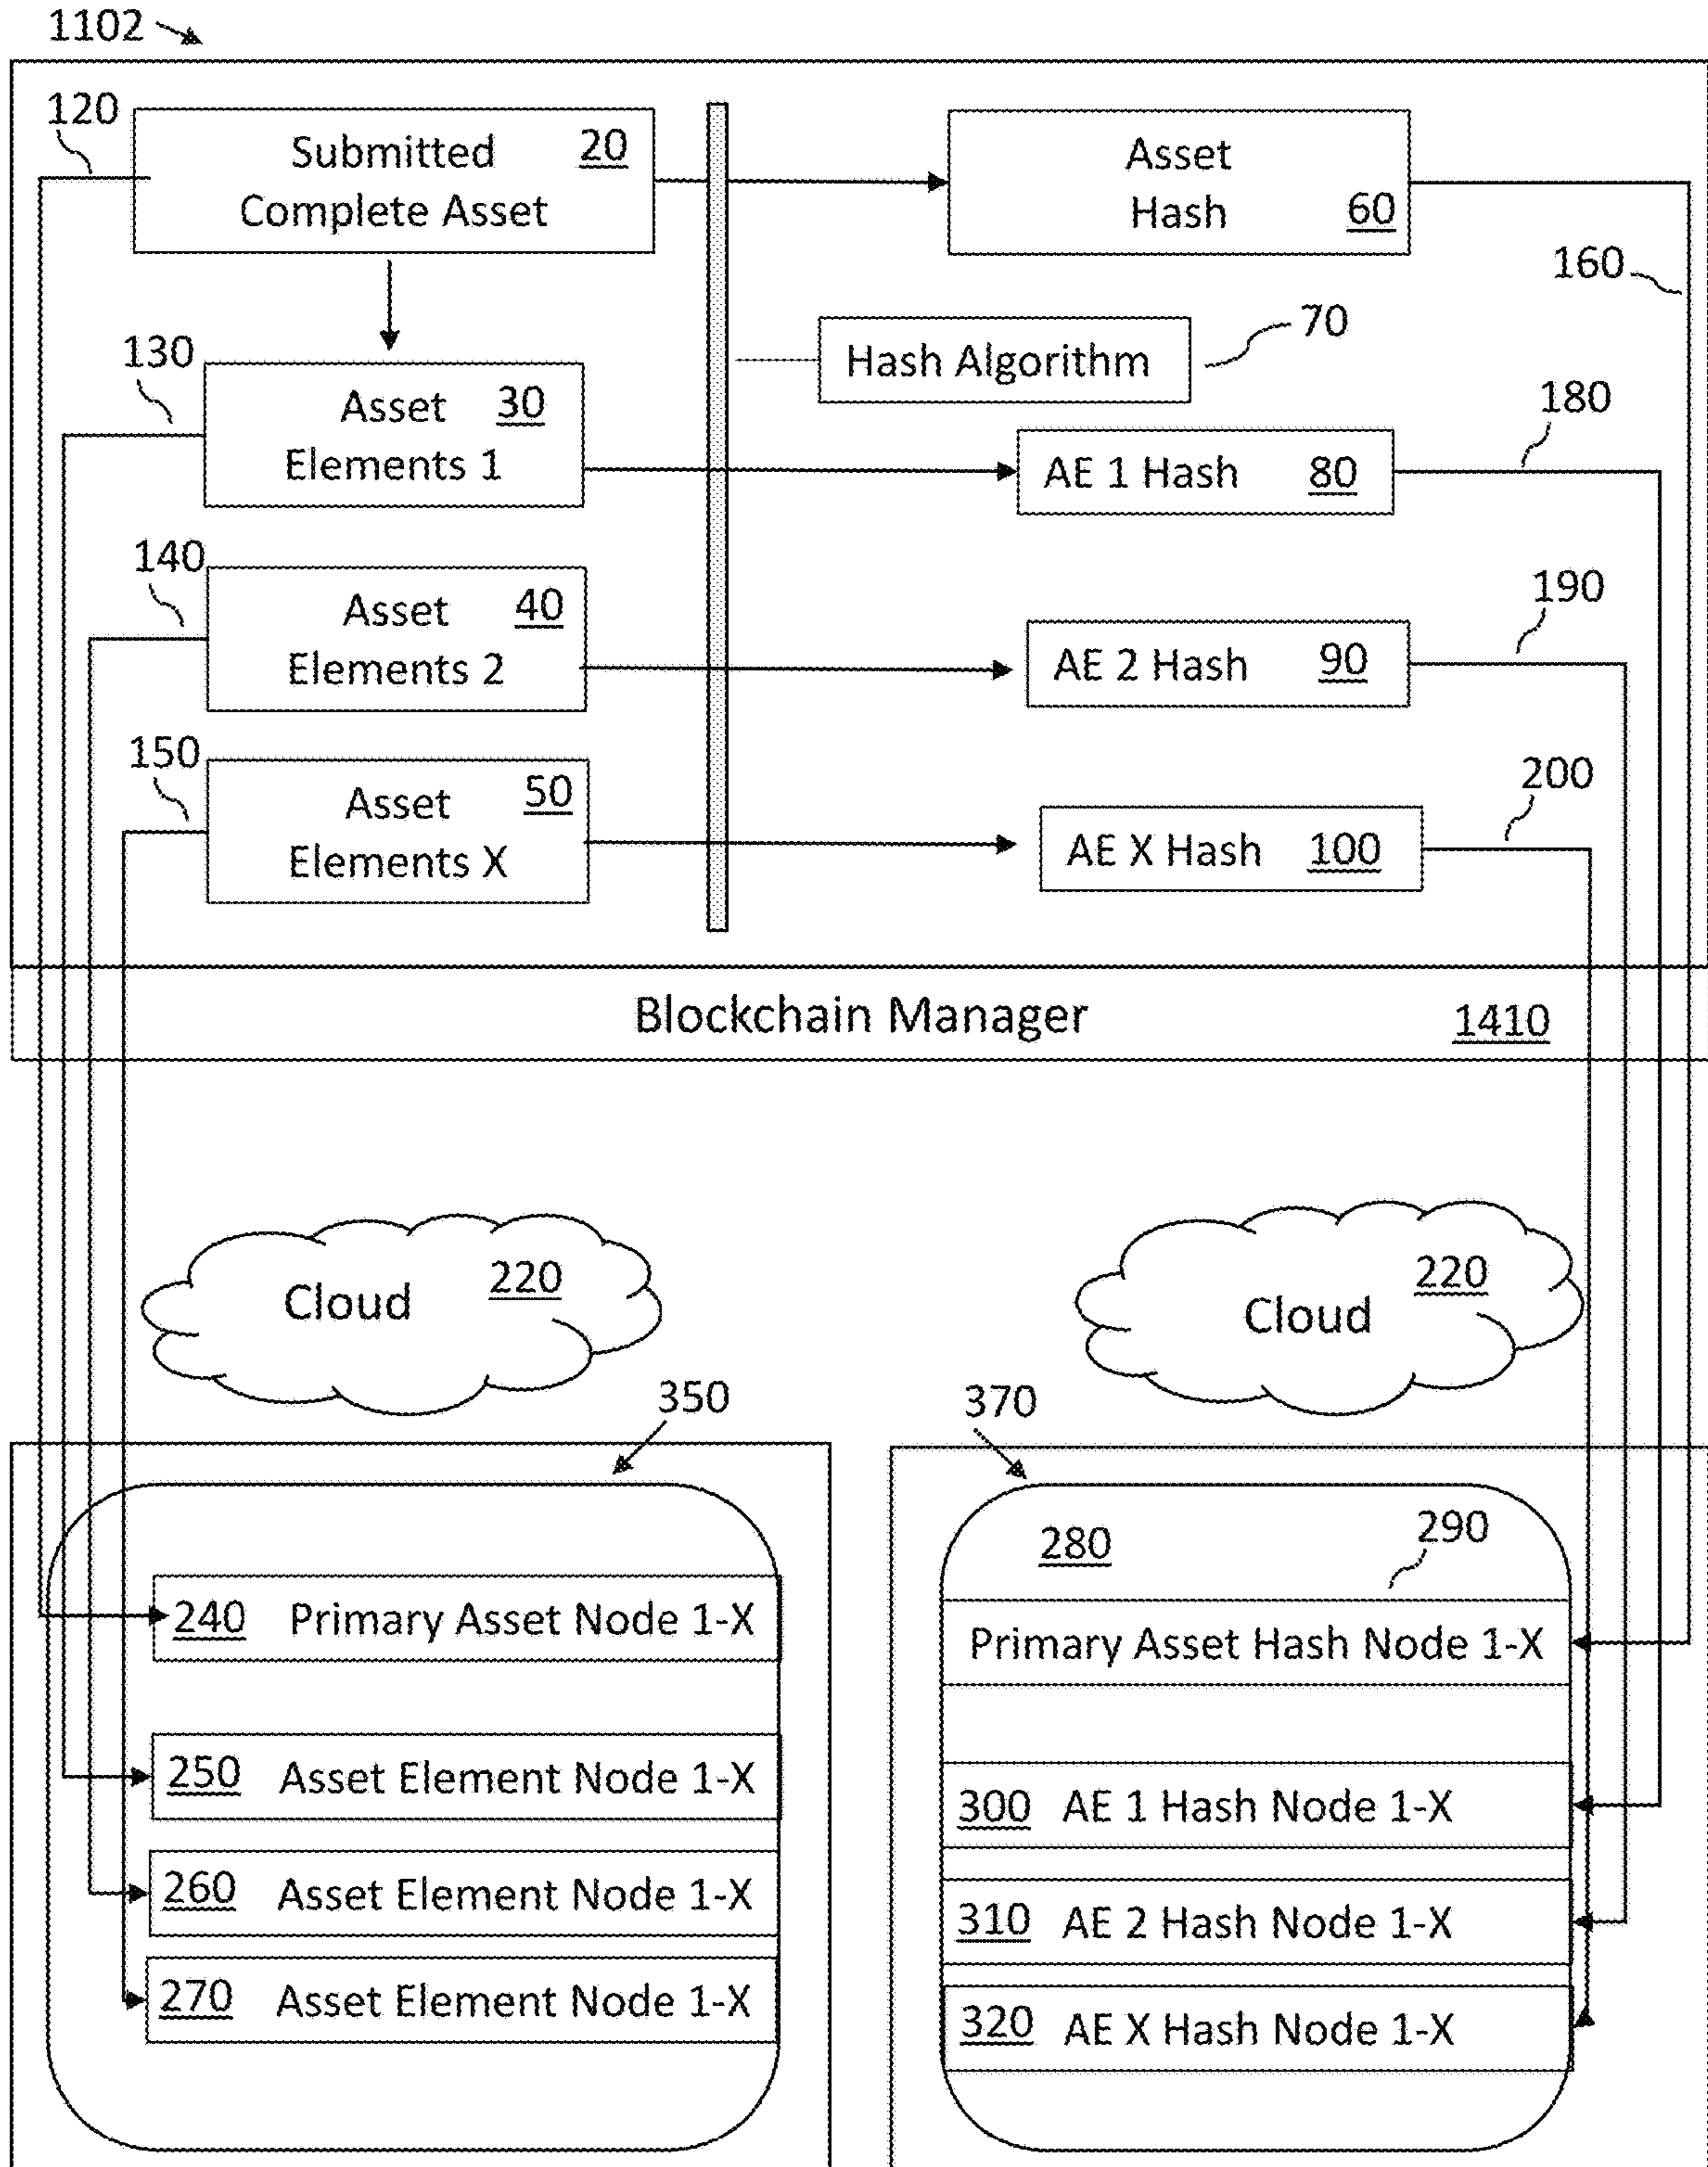 1102
120
Submitted 20
Complete Asset
Asset
Hash 60
160
Hash Algorithm
70
130
Asset 30
Elements 1
AE 1 Hash 80
180
140
Asset 40
Elements 2
AE 2 Hash 90
190
150
Asset 50
Elements X
AE X Hash 100
200
Blockchain Manager 1410
Cloud 220
Cloud 220
350
370
240 Primary Asset Node 1-X
250 Asset Element Node 1-X
260 Asset Element Node 1-X
270 Asset Element Node 1-X
280
290
Primary Asset Hash Node 1-X
300 AE 1 Hash Node 1-X
310 AE 2 Hash Node 1-X
320 AE X Hash Node 1-X